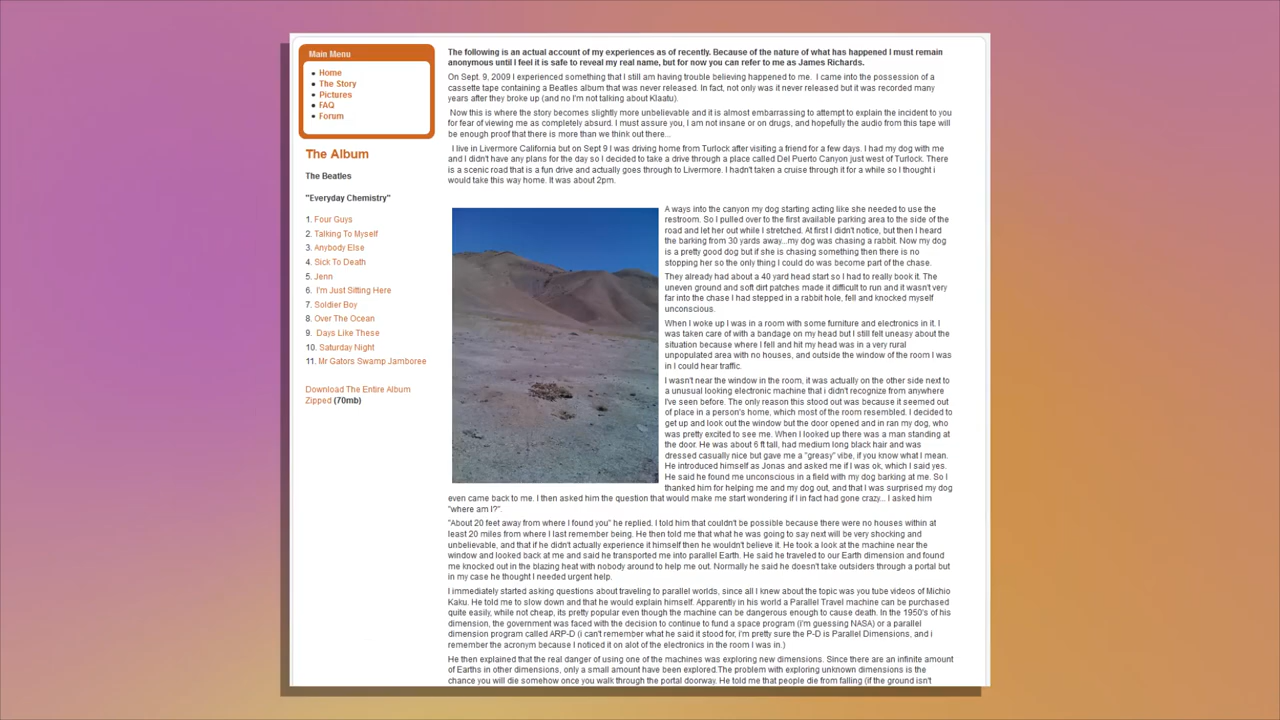 Main Menu
Home
The Story
Pictures
FAQ
Forum
The Album
The Beatles
"Everyday Chemistry"
1. Four Guys
2. Talking To Myself
3. Anybody Else
4. Sick To Death
5. Jenn
6. I'm Just Sitting Here
7. Soldier Boy
8. Over The Ocean
9. Days Like These
10. Saturday Night
11. Mr Gators Swamp Jamboree
Download The Entire Album
Zipped (70mb)
The following is an actual account of my experiences as of recently. Because of the nature of what has happened I must remain
anonymous until I feel it is safe to reveal my real name, but for now you can refer to me as James Richards.
On Sept. 9, 2009 I experienced something that I still am having trouble believing happened to me. I came into the possession of a
cassette tape containing a Beatles album that was never released. In fact, not only was it never released but it was recorded many
years after they broke up (and no I'm not talking about Klaatu).
Now this is where the story becomes slightly more unbelievable and it is almost embarrassing to attempt to explain the incident to you
for fear of viewing me as completely absurd. I must assure you, I am not insane or on drugs, and hopefully the audio from this tape will
be enough proof that there is more than we think out there...
I live in Livermore California but on Sept 9 I was driving home from Turlock after visiting a friend for a few days. I had my dog with me
and I didn't have any plans for the day so I decided to take a drive through a place called Del Puerto Canyon just west of Turlock. There
is a scenic road that is a fun drive and actually goes through to Livermore. I hadn't taken a cruise through it for a while so I thought i
would take this way home. It was about 2pm.
A ways into the canyon my dog starting acting like she needed to use the
restroom. So I pulled over to the first available parking area to the side of the
road and let her out while I stretched. At first I didn't notice, but then I heard
the barking from 30 yards away...my dog was chasing a rabbit. Now my dog
is a pretty good dog but if she is chasing something then there is no
stopping her so the only thing I could do was become part of the chase.
They already had about a 40 yard head start so I had to really book it. The
uneven ground and soft dirt patches made it difficult to run and it wasn't very
far into the chase I had stepped in a rabbit hole, fell and knocked myself
unconscious.
When I woke up I was in a room with some furniture and electronics in it. I
was taken care of with a bandage on my head but I still felt uneasy about the
situation because where I fell and hit my head was in a very rural
unpopulated area with no houses, and outside the window of the room I was
in I could hear traffic.
I wasn't near the window in the room, it was actually on the other side next to
a unusual looking electronic machine that i didn't recognize from anywhere
I've seen before. The only reason this stood out was because it seemed out
of place in a person's home, which most of the room resembled. I decided to
get up and look out the window but the door opened and in ran my dog, who
was pretty excited to see me. When I looked up there was a man standing at
the door. He was about 6 ft tall, had medium long black hair and was
dressed casually nice but gave me a "greasy" vibe, if you know what I mean.
He introduced himself as Jonas and asked me if I was ok, which I said yes.
He said he found me unconscious in a field with my dog barking at me. So I
thanked him for helping me and my dog out, and that I was surprised my dog
even came back to me. I then asked him the question that would make me start wondering if I in fact had gone crazy... I asked him
"where am I?".
"About 20 feet away from where I found you" he replied. I told him that couldn't be possible because there were no houses within at
least 20 miles from where I last remember being. He then told me that what he was going to say next will be very shocking and
unbelievable, and that if he didn't actually experience it himself then he wouldn't believe it. He took a look at the machine near the
window and looked back at me and said he transported me into parallel Earth. He said he traveled to our Earth dimension and found
me knocked out in the blazing heat with nobody around to help me out. Normally he said he doesn't take outsiders through a portal but
in my case he thought I needed urgent help.
I immediately started asking questions about traveling to parallel worlds, since all I knew about the topic was you tube videos of Michio
Kaku. He told me to slow down and that he would explain himself. Apparently in his world a Parallel Travel machine can be purchased
quite easily, while not cheap, its pretty popular even though the machine can be dangerous enough to cause death. In the 1950's of his
dimension, the government was faced with the decision to continue to fund a space program (i'm guessing NASA) or a parallel
dimension program called ARP-D (i can't remember what he said it stood for, i'm pretty sure the P-D is Parallel Dimensions, and i
remember the acronym because I noticed it on alot of the electronics in the room I was in.)
He then explained that the real danger of using one of the machines was exploring new dimensions. Since there are an infinite amount
of Earths in other dimensions, only a small amount have been explored.The problem with exploring unknown dimensions is the
chance you will die somehow once you walk through the portal doorway. He told me that people die from falling (if the ground isn't